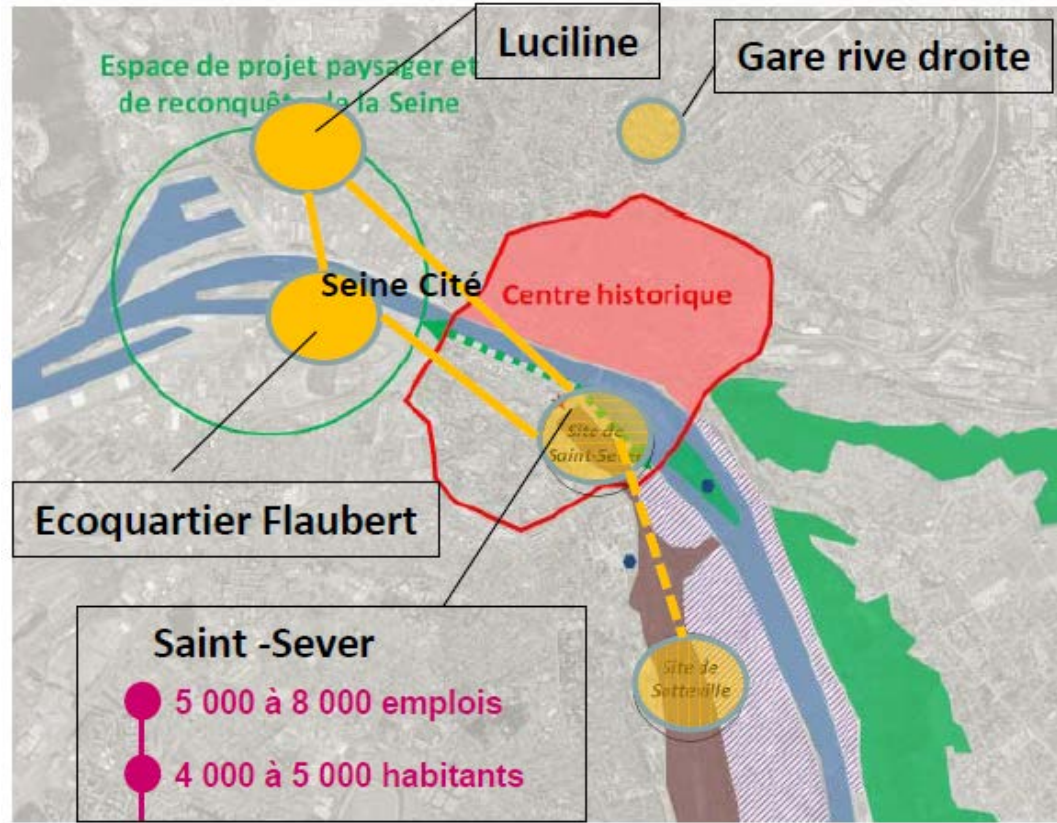 Luciline
Gare rive droite
Espace de projet paysager et
de reconquête de la Seine
Seine Cité
Centre historique
Site de
Saint-Sever
Ecoquartier Flaubert
Saint -Sever
5 000 à 8 000 emplois
4 000 à 5 000 habitants
Site de
Sotteville